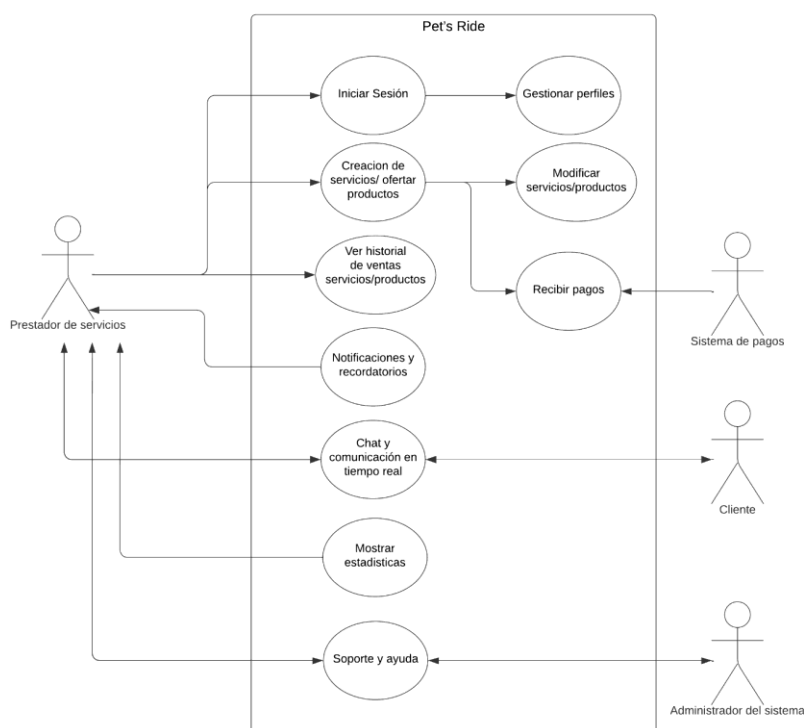 Pet's Ride
Iniciar Sesión
Gestionar perfiles
Creacion de
servicios/ ofertar
productos
Modificar
servicios/productos
Ver historial
de ventas
servicios/productos
Recibir pagos
Prestador de servicios
Sistema de pagos
Notificaciones y
recordatorios
Chat y
comunicación en
tiempo real
Cliente
Mostrar
estadisticas
Soporte y ayuda
Administrador del sistema